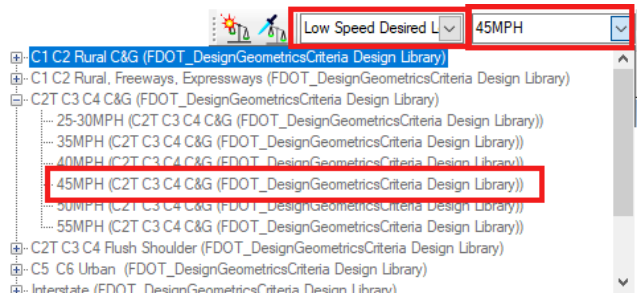 Low Speed Desired L 45MPH
C1 C2 Rural C&G (FDOT_DesignGeometricsCriteria Design Library)
C1 C2 Rural, Freeways, Expressways (FDOT_DesignGeometricsCriteria Design Library)
C2T C3 C4 C&G (FDOT_DesignGeometricsCriteria Design Library)
25-30MPH (C2T C3 C4 C&G (FDOT_DesignGeometricsCriteria Design Library))
35MPH (C2T C3 C4 C&G (FDOT_DesignGeometricsCriteria Design Library))
40MPH (C2T C3 C4 C&G (FDOT_DesignGeometricsCriteria Design Library))
45MPH (C2T C3 C4 C&G (FDOT_DesignGeometricsCriteria Design Library))
50MPH (C2T C3 C4 C&G (FDOT_DesignGeometricsCriteria Design Library))
55MPH (C2T C3 C4 C&G (FDOT_DesignGeometricsCriteria Design Library))
C2T C3 C4 Flush Shoulder (FDOT_DesignGeometricsCriteria Design Library)
C5 C6 Urban (FDOT_DesignGeometricsCriteria Design Library)
Interstate (FDOT_DesignGeometricsCriteria Design Library)